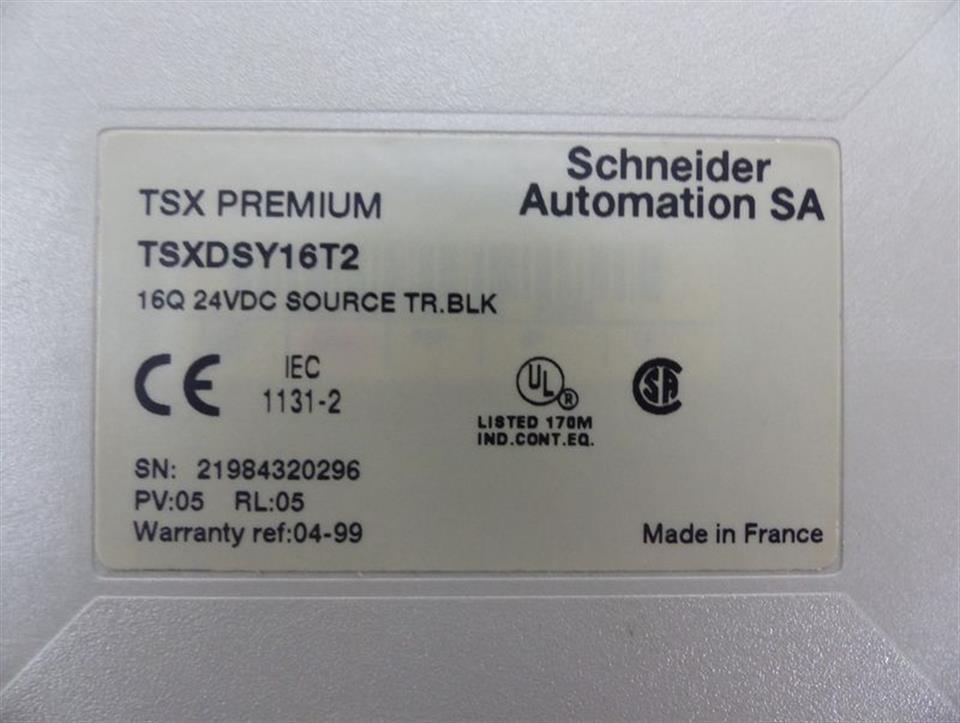 Schneider
Automation SA
TSX PREMIUM
TSXDSY16T2
16Q 24VDC SOURCE TR.BLK
CE
IEC
1131-2
UL ®
LISTED 170M
IND.CONT.EQ.
SA
SN: 21984320296
PV:05 RL:05
Warranty ref:04-99
Made in France